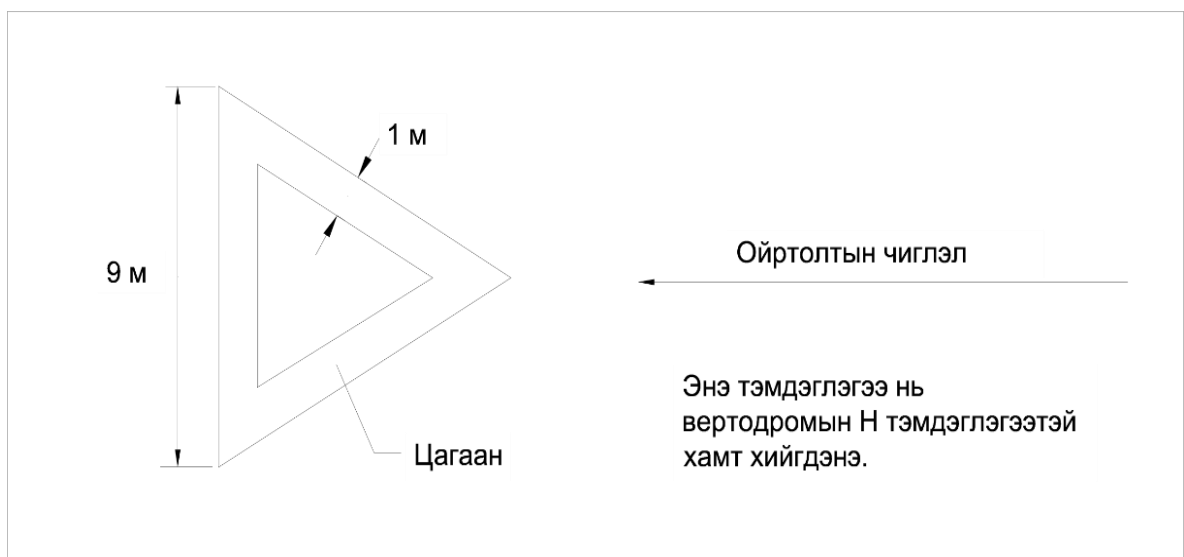 1 м
9 м
Ойртолтын чиглэл
Энэ тэмдэглэгээ нь
вертодромын Н тэмдэглэгээтэй
хамт хийгдэнэ.
Цагаан